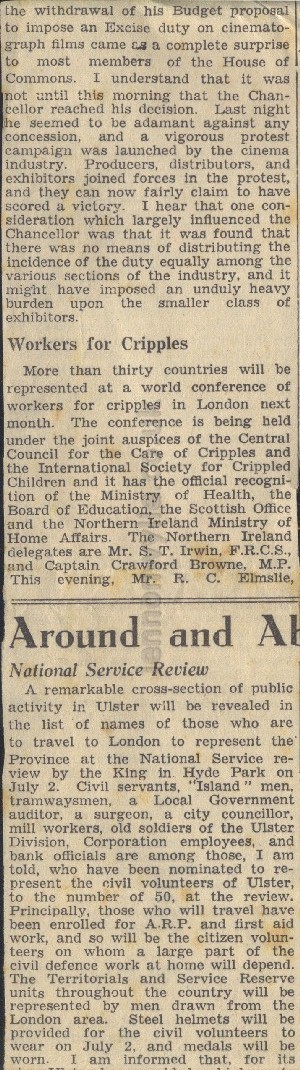 the withdrawal of his Budget proposal
to impose an Excise duty on cinemato-
graph films came as a complete surprise
to most members of the House of
Commons. I understand that it was
not until this morning that the Chan-
cellor reached his decision. Last night
he seemed to be adamant against any
concession, and a vigorous protest
campaign was launched by the cinema
industry. Producers, distributors, and
exhibitors joined forces in the protest,
and they can now fairly claim to have
scored a victory. I hear that one con-
sideration which largely influenced the
Chancellor was that it was found that
there was no means of distributing the
incidence of the duty equally among the
various sections of the industry, and it
might have imposed an unduly heavy
burden upon the smaller class of
exhibitors.
Workers for Cripples
More than thirty countries will be
represented at a world conference of
workers for cripples in London next
month. The conference is being held
under the joint auspices of the Central
Council for the Care of Cripples and
the International Society for Crippled
Children and it has the official recogni-
tion of the Ministry of Health, the
Board of Education, the Scottish Office
and the Northern Ireland Ministry of
Home Affairs. The Northern Ireland
delegates are Mr. S. T. Irwin, F.R.C.S.,
and Captain Crawford Browne, M.P.
This evening, Mr. R. C. Elmslie,
Around and Ab
National Service Review
A remarkable cross-section of public
activity in Ulster will be revealed in
the list of names of those who are
to travel to London to represent the
Province at the National Service re-
view by the King in Hyde Park on
July 2. Civil servants, "Island" men,
tramwaysmen, a Local Government
auditor, a surgeon, a city councillor,
mill workers, old soldiers of the Ulster
Division, Corporation employees, and
bank officials are among those, I am
told, who have been nominated to re-
present the civil volunteers of Ulster,
to the number of 50, at the review.
Principally, those who will travel have
been enrolled for A.R.P. and first aid
work, and so will be the citizen volun-
teers on whom a large part of the
civil defence work at home will depend.
The Territorials and Service Reserve
units throughout the country will be
represented by men drawn from the
London area. Steel helmets will be
provided for the civil volunteers to
wear on July 2, and medals will be
worn. I am informed that, for its